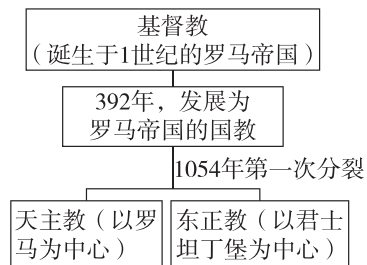 基督教
（诞生于1世纪的罗马帝国）
392年，发展为
罗马帝国的国教
1054年第一次分裂
天主教（以罗
马为中心）
东正教（以君士
坦丁堡为中心）